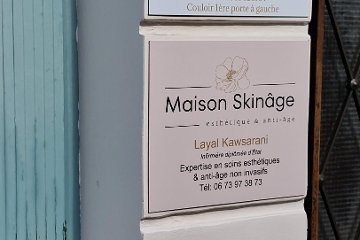 Couloir 1ère porte à gauche
Maison Skinâge
esthétique & anti-âge
Layal Kawsarani
Infirmière diplômée d'État
Expertise en soins esthétiques
& anti-âge non invasifs
Tél: 06 73 97 38 73